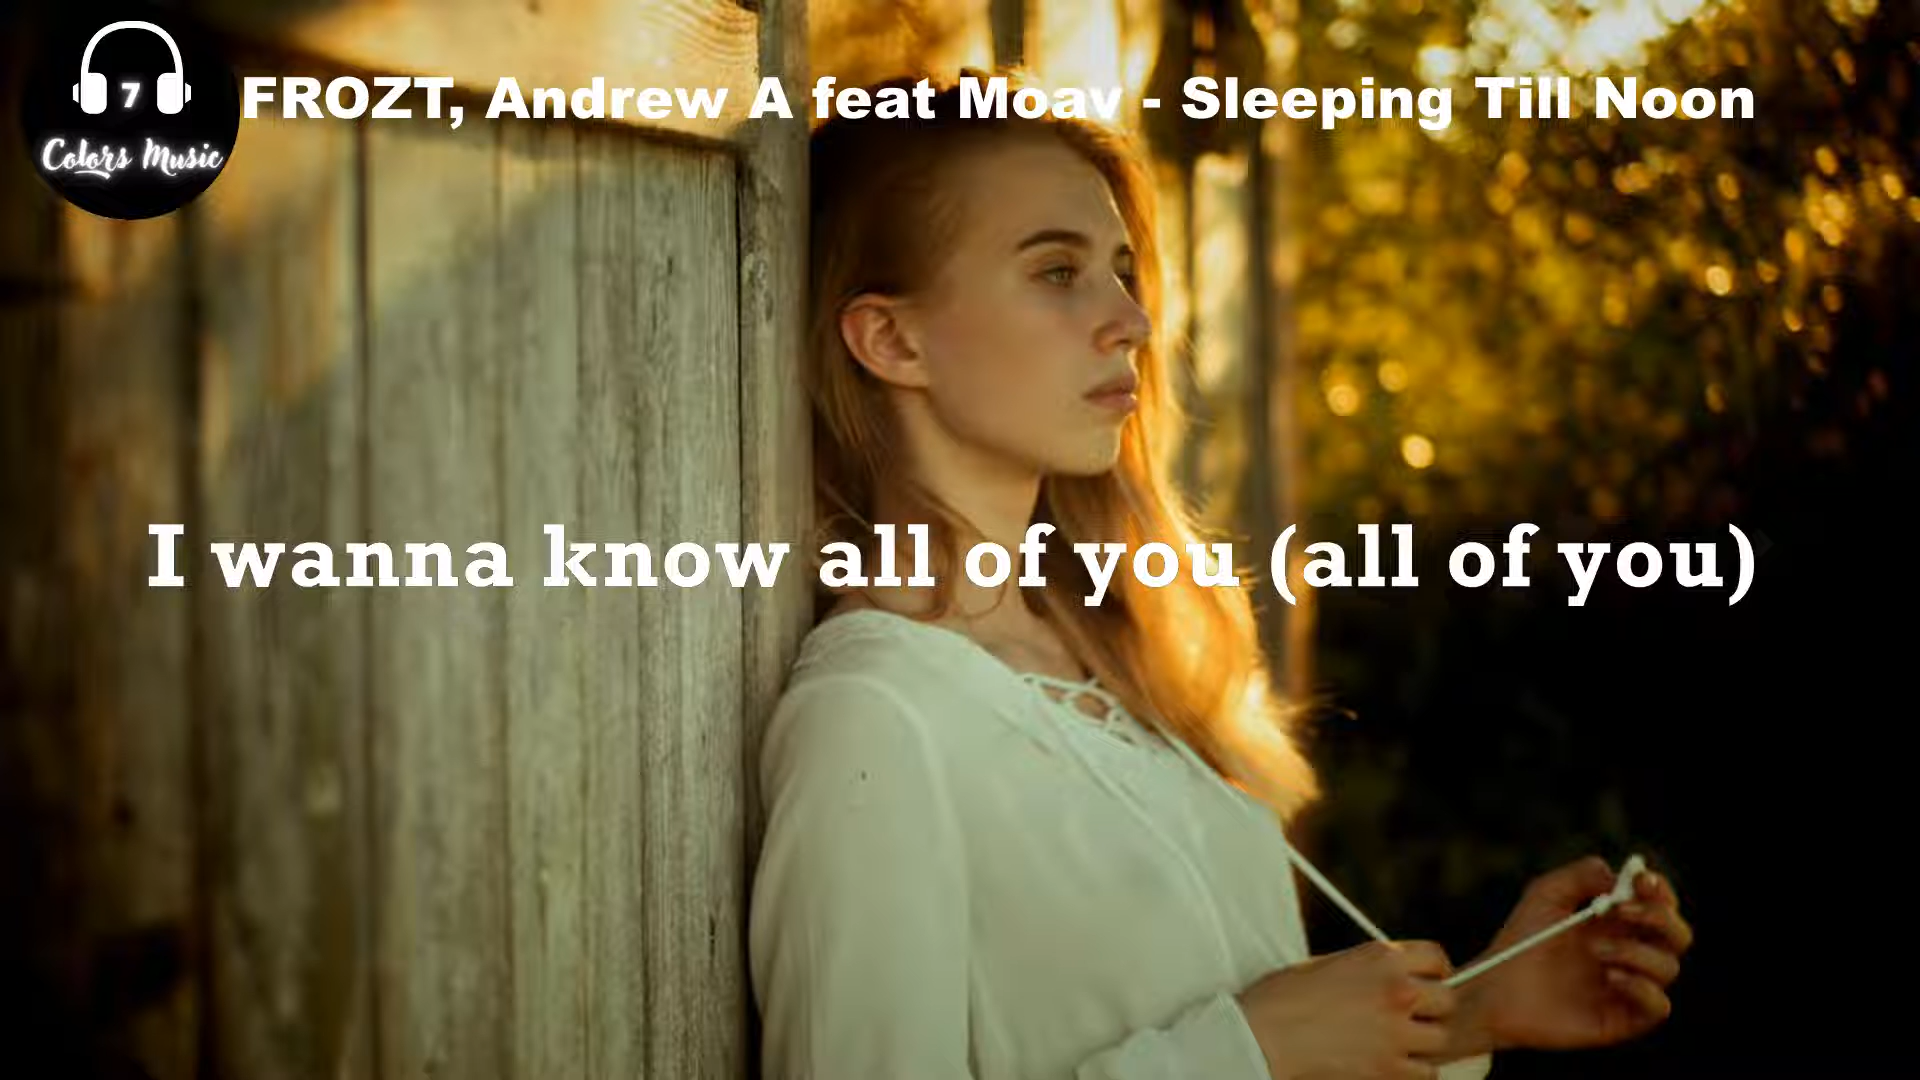 7
Colors Music
FROZT, Andrew A feat Moav - Sleeping Till Noon
I wanna know all of you (all of you)